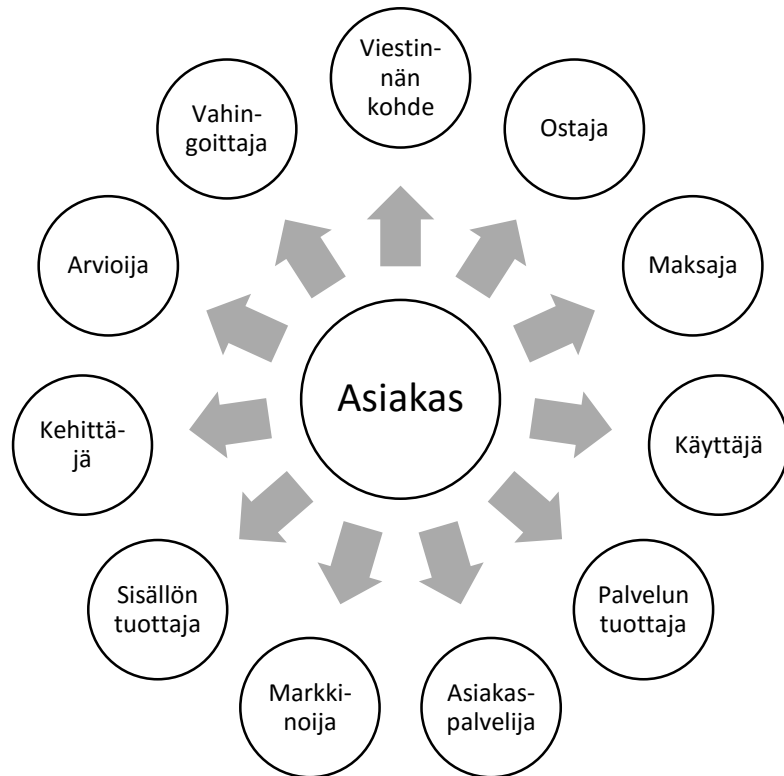 Viestin-
nän
kohde
Ostaja
Maksaja
Käyttäjä
Palvelun
tuottaja
Asiakas-
palvelija
Markki-
noija
Sisällön
tuottaja
Kehittä-
jä
Arvioija
Vahin-
goittaja
Asiakas